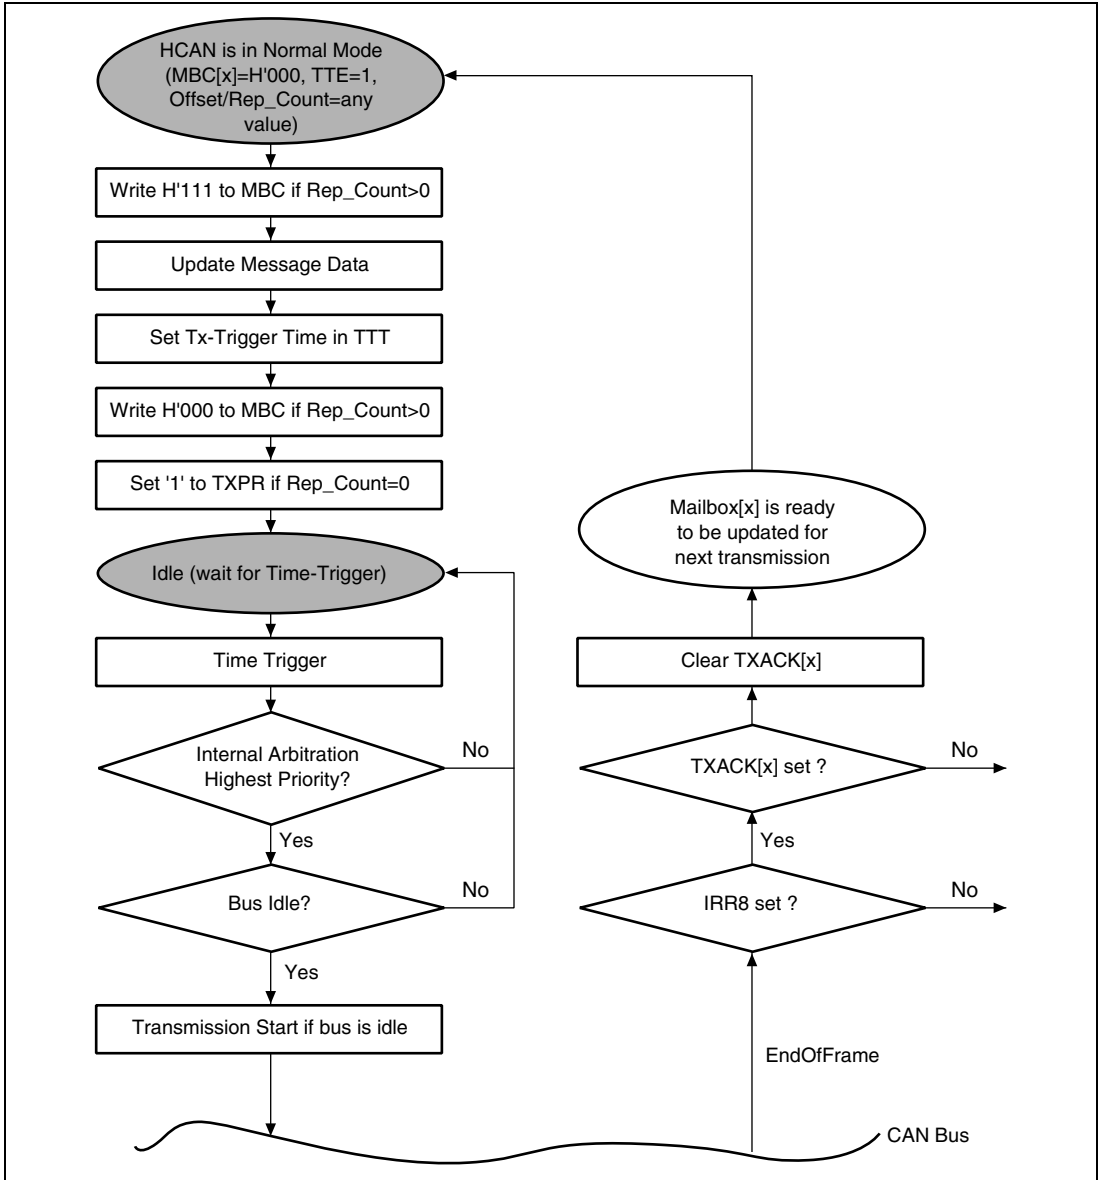 HCAN is in Normal Mode
(MBC[x]=H'000, TTE=1,
Offset/Rep_Count=any
value)
Write H'111 to MBC if Rep_Count>0
Update Message Data
Set Tx-Trigger Time in TTT
Write H'000 to MBC if Rep_Count>0
Set '1' to TXPR if Rep_Count=0
Idle (wait for Time-Trigger)
Time Trigger
Internal Arbitration
Highest Priority?
No
Yes
Bus Idle?
No
Yes
Transmission Start if bus is idle
Mailbox[x] is ready
to be updated for
next transmission
Clear TXACK[x]
TXACK[x] set ?
No
Yes
IRR8 set ?
No
EndOfFrame
CAN Bus